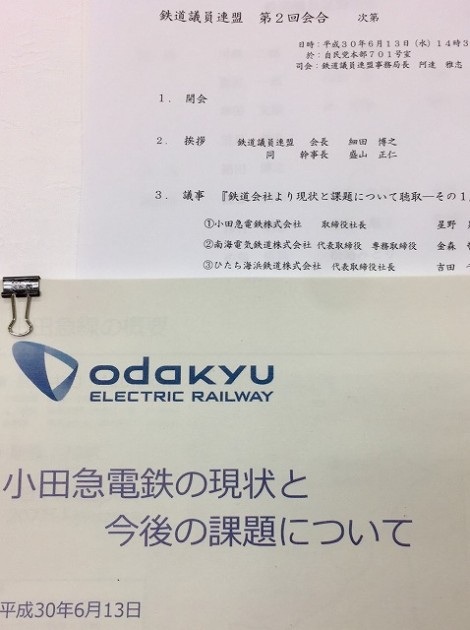 鉄道議員連盟　第２回会合　次第
日時：平成３０年６月１３日（水）１４時３
於：自民党本部７０１号室
司会：鉄道議員連盟事務局長　阿達　雅志
１．　開会
２．　挨拶　鉄道議員連盟　会長　細田　博之
同　幹事長　盛山　正仁
３．　議事　『鉄道会社より現状と課題について聴取―その１
①小田急電鉄株式会社　取締役社長　星野
②南海電気鉄道株式会社　代表取締役　専務取締役　金森
③ひたち海浜鉄道株式会社　代表取締役社長　吉田
odakyu
ELECTRIC RAILWAY
小田急電鉄の現状と
今後の課題について
平成30年6月13日